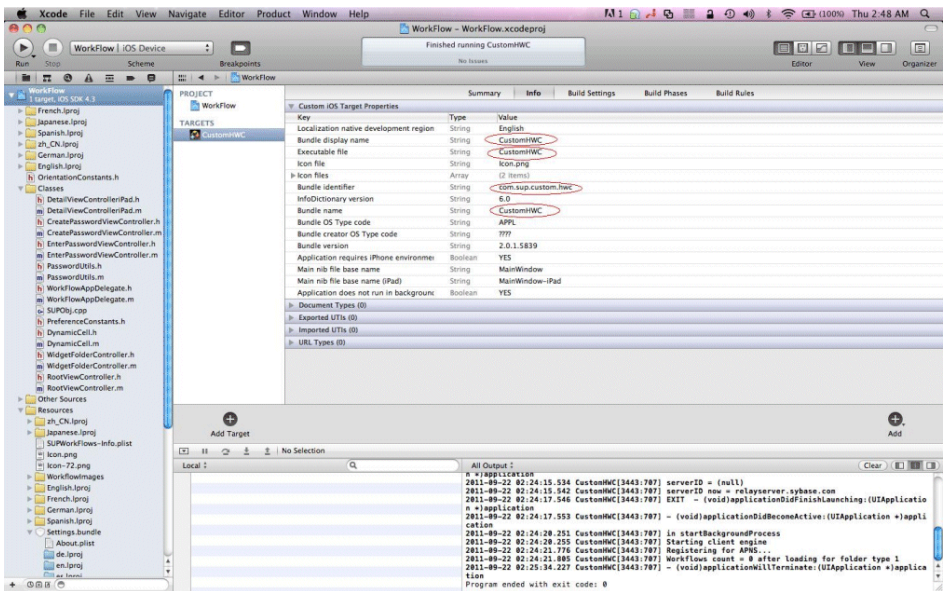 Xcode File Edit View Navigate Editor Product Window Help
1 (100%) Thu 2:48 AM
WorkFlow – WorkFlow.xcodeproj
WorkFlow | iOS Device
Finished running CustomHWC
No Issues
Run Stop Scheme Breakpoints Editor View Organizer
WorkFlow
WorkFlow
1 target, iOS SDK 4.3
French.lproj
Japanese.lproj
Spanish.lproj
zh_CN.lproj
German.lproj
English.lproj
OrientationConstants.h
Classes
DetailViewControlleriPad.h
DetailViewControlleriPad.m
CreatePasswordViewController.h
CreatePasswordViewController.m
EnterPasswordViewController.h
EnterPasswordViewController.m
PasswordUtils.h
PasswordUtils.m
WorkFlowAppDelegate.h
WorkFlowAppDelegate.m
SUPObj.cpp
PreferenceConstants.h
DynamicCell.h
DynamicCell.m
WidgetFolderController.h
WidgetFolderController.m
RootViewController.h
RootViewController.m
Other Sources
Resources
zh_CN.lproj
Japanese.lproj
SUPWorkFlows-Info.plist
Icon.png
Icon-72.png
WorkflowImages
English.lproj
French.lproj
German.lproj
Spanish.lproj
Settings.bundle
About.plist
de.lproj
en.lproj
es.lproj
PROJECT
WorkFlow
TARGETS
CustomHWC
Summary Info Build Settings Build Phases Build Rules
Custom iOS Target Properties
Key Type Value
Localization native development region String English
Bundle display name String CustomHWC
Executable file String CustomHWC
Icon file String Icon.png
Icon files Array (2 items)
Bundle identifier String com.sup.custom.hwc
InfoDictionary version String 6.0
Bundle name String CustomHWC
Bundle OS Type code String APPL
Bundle creator OS Type code String ????
Bundle version String 2.0.1.5839
Application requires iPhone environmen Boolean YES
Main nib file base name String MainWindow
Main nib file base name (iPad) String MainWindow-iPad
Application does not run in background Boolean YES
Document Types (0)
Exported UTIs (0)
Imported UTIs (0)
URL Types (0)
Add Target Add
No Selection
Local All Output Clear
n *)application
2011-09-22 02:24:15.534 CustomHWC[3443:707] serverID = (null)
2011-09-22 02:24:15.542 CustomHWC[3443:707] serverID now = relayserver.sybase.com
2011-09-22 02:24:17.546 CustomHWC[3443:707] EXIT - (void)applicationDidFinishLaunching:(UIApplicatio
n *)application
2011-09-22 02:24:17.553 CustomHWC[3443:707] - (void)applicationDidBecomeActive:(UIApplication *)appli
cation
2011-09-22 02:24:20.251 CustomHWC[3443:707] in startBackgroundProcess
2011-09-22 02:24:20.255 CustomHWC[3443:707] Starting client engine
2011-09-22 02:24:21.776 CustomHWC[3443:707] Registering for APNS...
2011-09-22 02:24:21.805 CustomHWC[3443:707] Workflows count = 0 after loading for folder type 1
2011-09-22 02:25:34.227 CustomHWC[3443:707] - (void)applicationWillTerminate:(UIApplication *)applica
tion
Program ended with exit code: 0